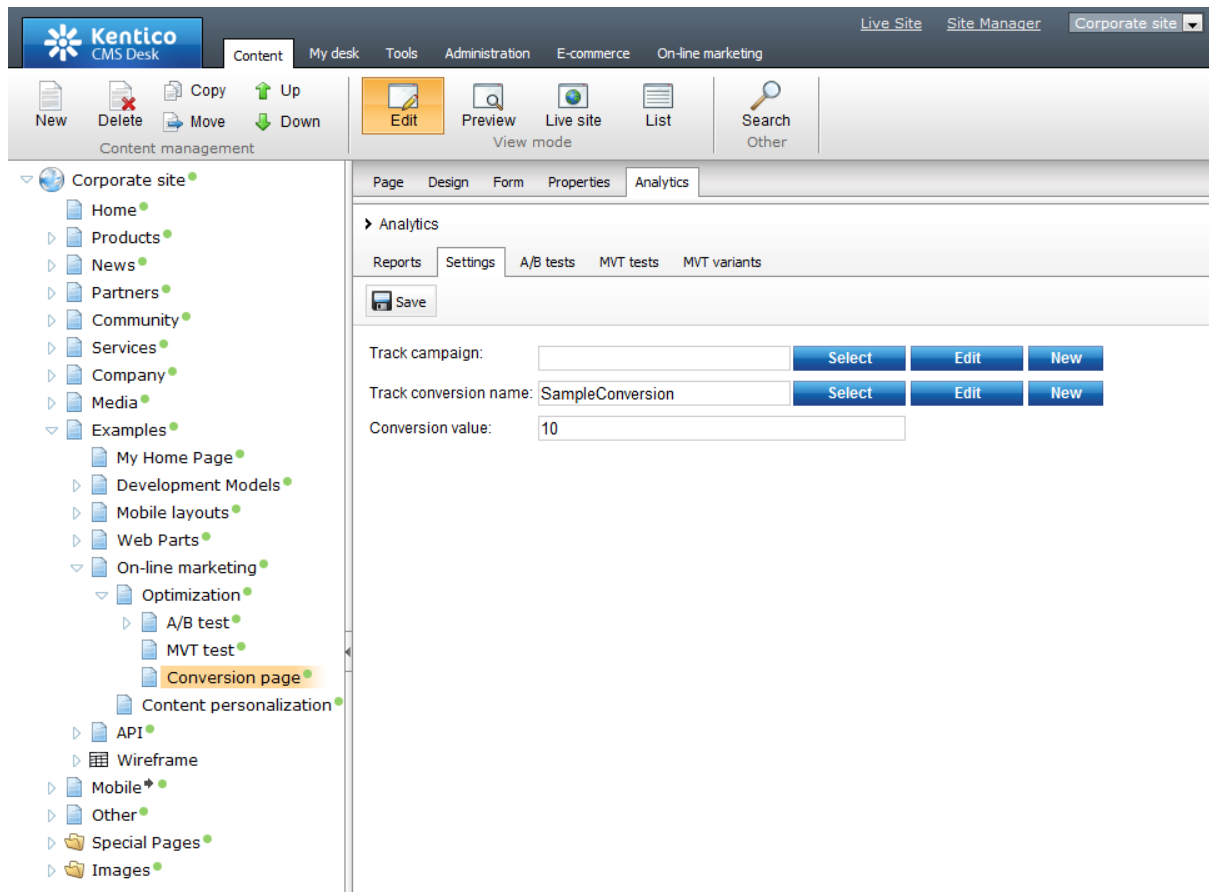 Kentico
CMS Desk
Live Site Site Manager Corporate site
Content My desk Tools Administration E-commerce On-line marketing
New Delete Copy Move Up Down
Content management
Edit Preview Live site List
View mode
Search
Other
Corporate site
Home
Products
News
Partners
Community
Services
Company
Media
Examples
My Home Page
Development Models
Mobile layouts
Web Parts
On-line marketing
Optimization
A/B test
MVT test
Conversion page
Content personalization
API
Wireframe
Mobile
Other
Special Pages
Images
Page Design Form Properties Analytics
Analytics
Reports Settings A/B tests MVT tests MVT variants
Save
Track campaign: Select Edit New
Track conversion name: SampleConversion Select Edit New
Conversion value: 10